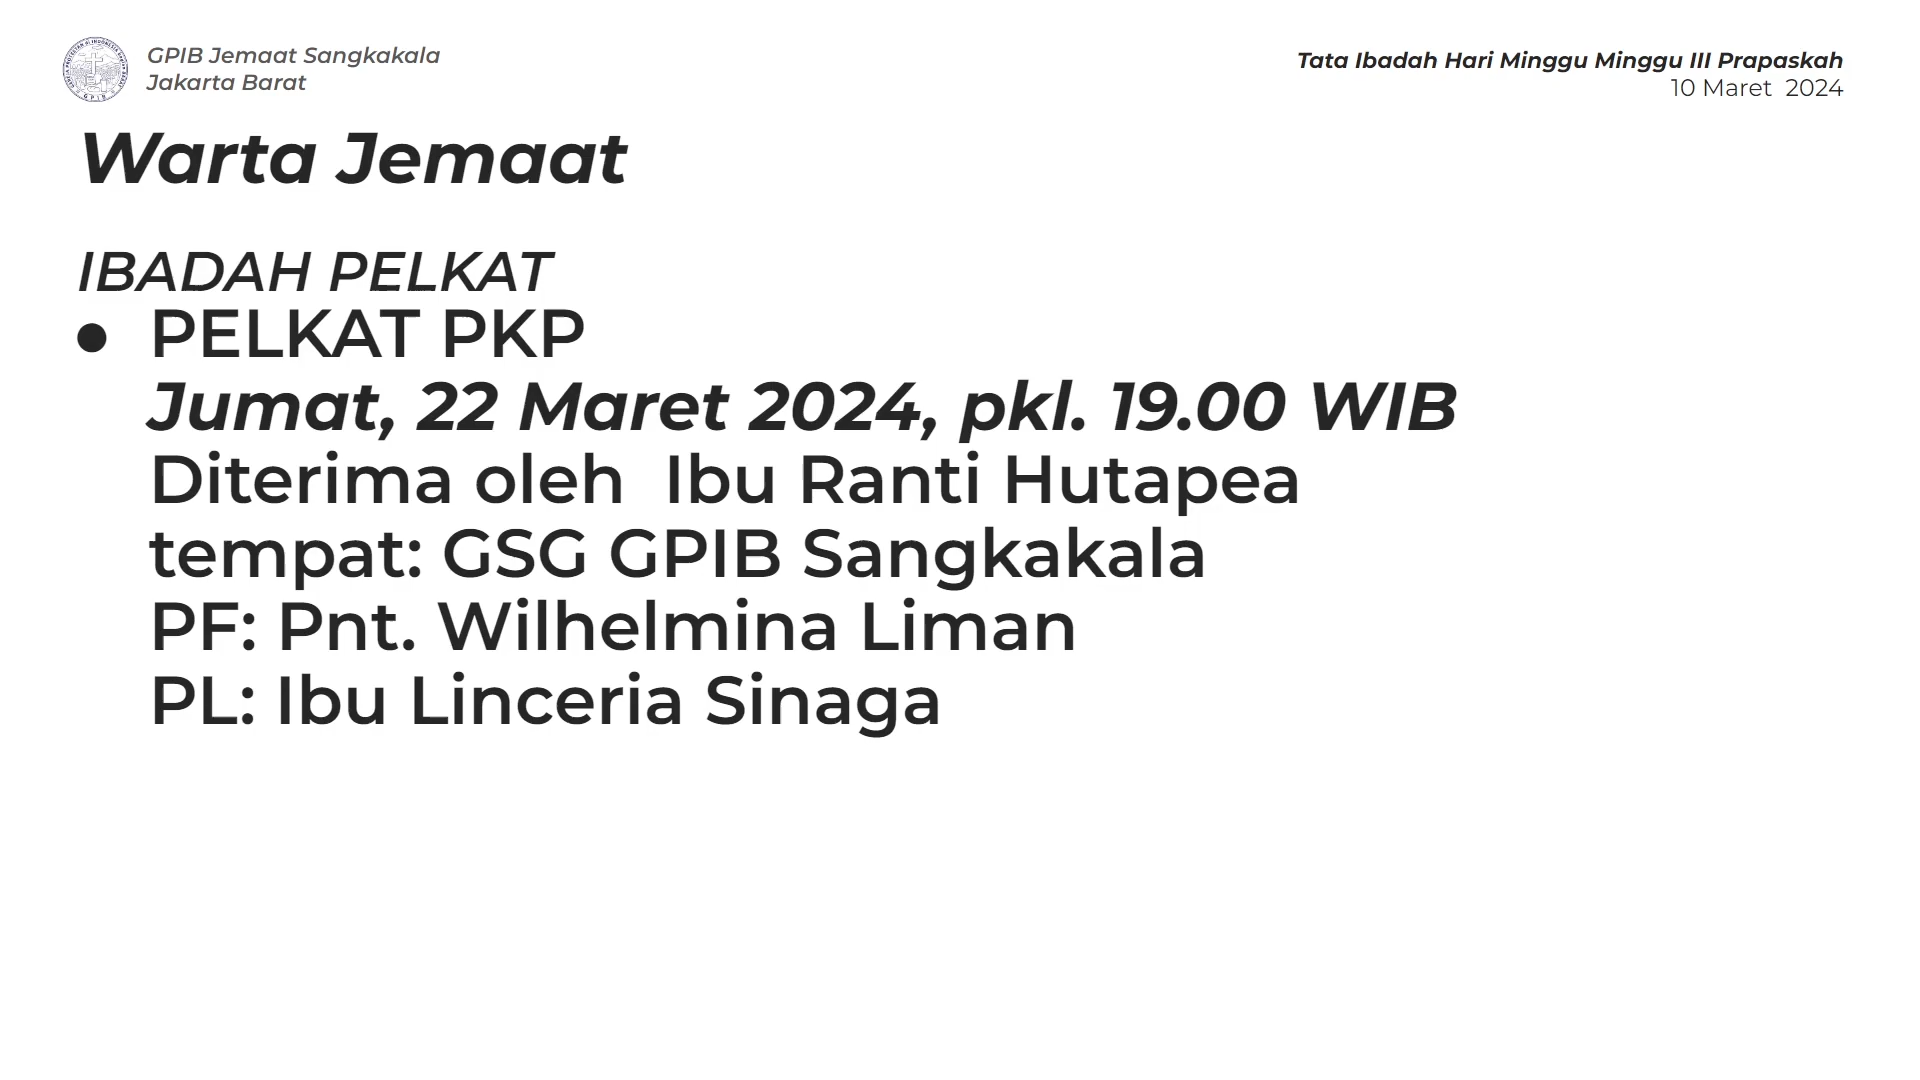 GPIB Jemaat Sangkakala
Jakarta Barat
Tata Ibadah Hari Minggu Minggu III Prapaskah
10 Maret  2024
Warta Jemaat
IBADAH PELKAT
● PELKAT PKP
Jumat, 22 Maret 2024, pkl. 19.00 WIB
Diterima oleh  Ibu Ranti Hutapea
tempat: GSG GPIB Sangkakala
PF: Pnt. Wilhelmina Liman
PL: Ibu Linceria Sinaga